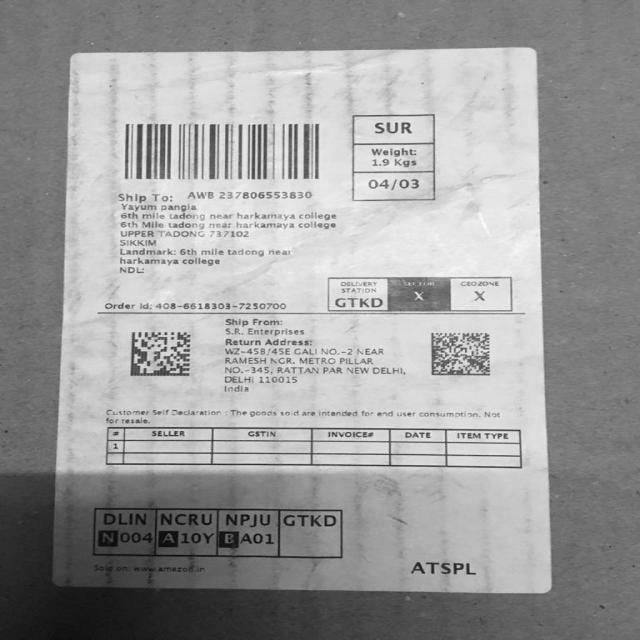 SUR
Weight:
1.9 Kgs
04/03
Ship To: AWB 237806553830
Yayum pangia
6th mile tadong near harkamaya college
6th Mile tadong near harkamaya college
UPPER TADONG 737102
SIKKIM
Landmark: 6th mile tadong near
harkamaya college
NDL:
DELIVERY STATION SECTOR GEOZONE
GTKD X X
Order Id: 408-6618303-7250700
Ship From:
S.R. Enterprises
Return Address:
WZ-45B/45E GALI NO.-2 NEAR
RAMESH NGR. METRO PILLAR
NO.-345, RATTAN PAR NEW DELHI,
DELHI 110015
India
Customer Self Declaration : The goods sold are intended for end user consumption. Not
for resale.
# SELLER GSTIN INVOICE# DATE ITEM TYPE
1
DLIN NCRU NPJU GTKD
N004 A10Y BA01
Sold on: www.amazon.in
ATSPL